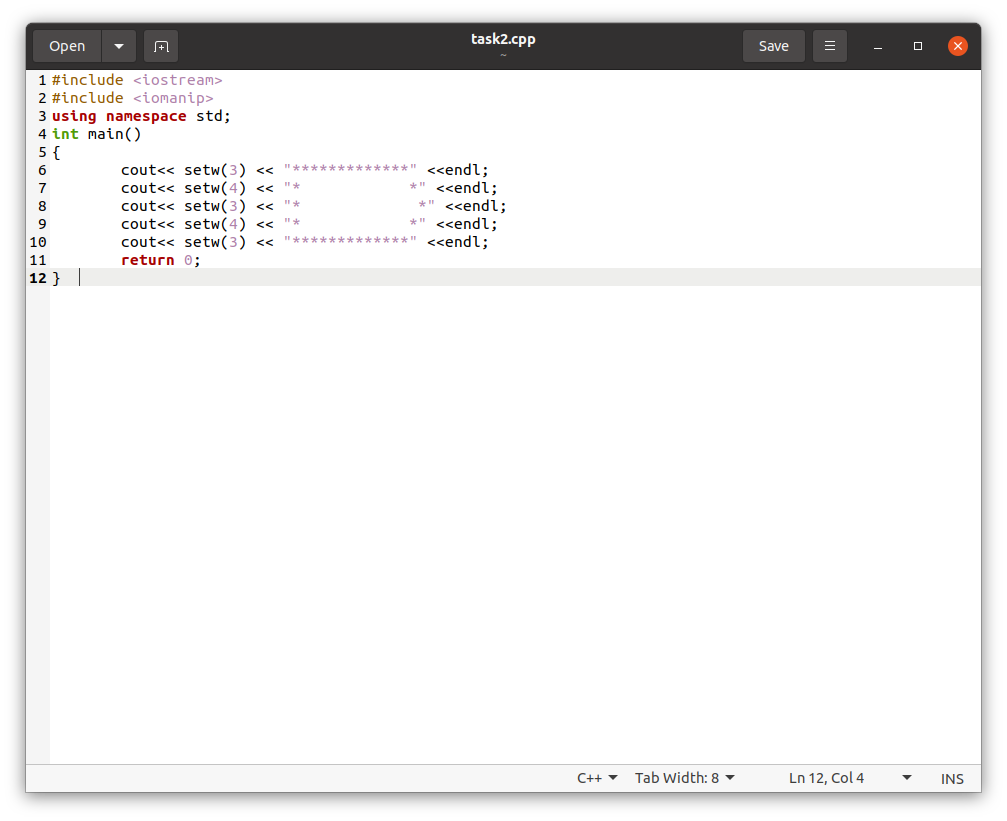 Open
task2.cpp
~
Save
1 #include <iostream>
2 #include <iomanip>
3 using namespace std;
4 int main()
5 {
6         cout<< setw(3) << "*************" <<endl;
7         cout<< setw(4) << "*            *" <<endl;
8         cout<< setw(3) << "*             *" <<endl;
9         cout<< setw(4) << "*            *" <<endl;
10         cout<< setw(3) << "*************" <<endl;
11         return 0;
12 }
C++ Tab Width: 8 Ln 12, Col 4 INS